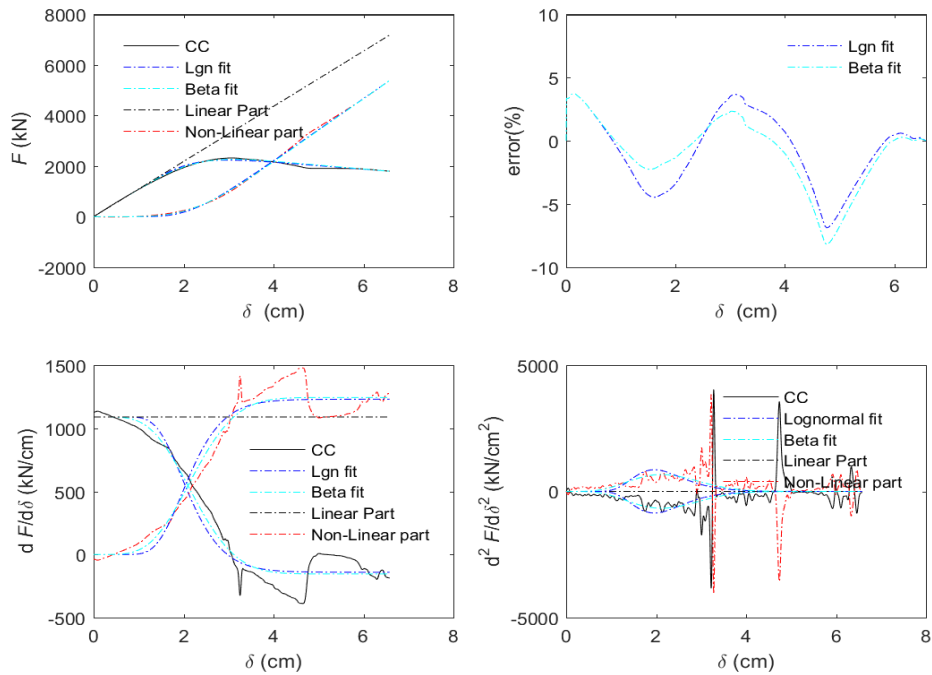 8000
6000
4000
2000
0
-2000
F (kN)
CC
Lgn fit
Beta fit
Linear Part
Non-Linear part
0 2 4 6 8
δ (cm)
10
5
0
-5
-10
error(%)
Lgn fit
Beta fit
0 2 4 6
δ (cm)
1500
1000
500
0
-500
d F/dδ (kN/cm)
CC
Lgn fit
Beta fit
Linear Part
Non-Linear part
0 2 4 6 8
δ (cm)
5000
0
-5000
d² F/dδ² (kN/cm²)
CC
Lognormal fit
Beta fit
Linear Part
Non-Linear part
0 2 4 6 8
δ (cm)